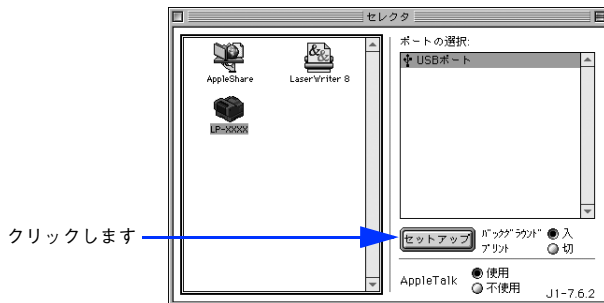 セレクタ
AppleShare
LaserWriter 8
LP-XXXX
ポートの選択:
USBポート
クリックします
セットアップ
バックグラウンド
プリント
入
切
AppleTalk
使用
不使用
J1-7.6.2